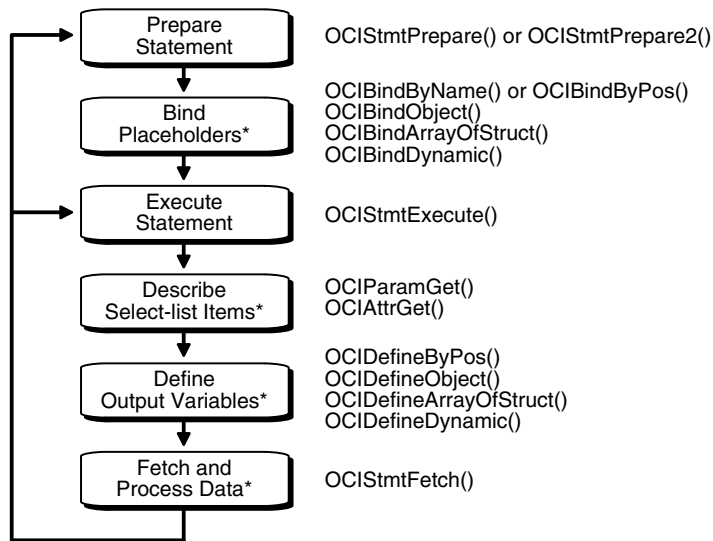 Prepare
Statement
OCIStmtPrepare() or OCIStmtPrepare2()
Bind
Placeholders*
OCIBindByName() or OCIBindByPos()
OCIBindObject()
OCIBindArrayOfStruct()
OCIBindDynamic()
Execute
Statement
OCIStmtExecute()
Describe
Select-list Items*
OCIParamGet()
OCIAttrGet()
Define
Output Variables*
OCIDefineByPos()
OCIDefineObject()
OCIDefineArrayOfStruct()
OCIDefineDynamic()
Fetch and
Process Data*
OCIStmtFetch()